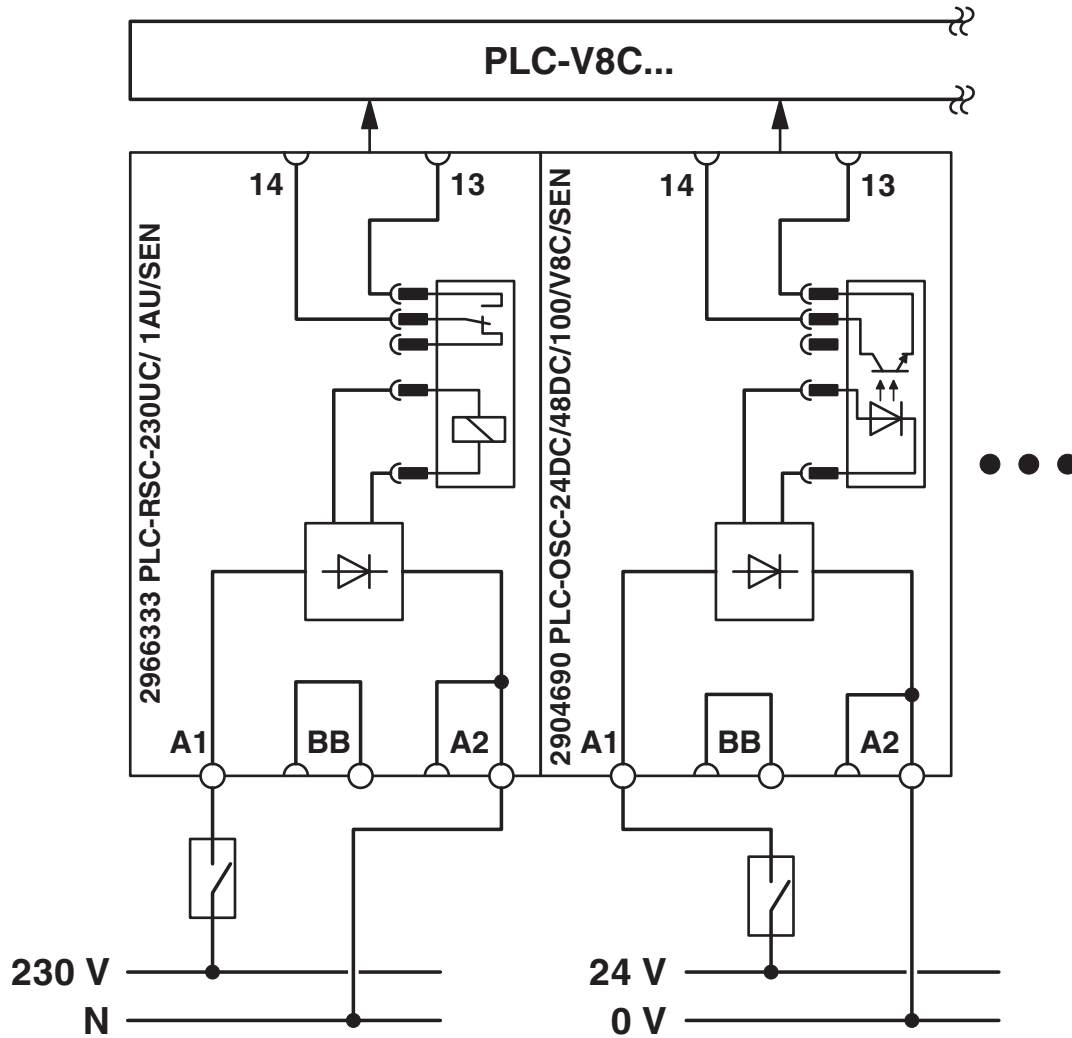 PLC-V8C...
14
13
14
13
2966333 PLC-RSC-230UC/ 1AU/SEN
2904690 PLC-OSC-24DC/48DC/100/V8C/SEN
A1
BB
A2
A1
BB
A2
230 V
24 V
N
0 V